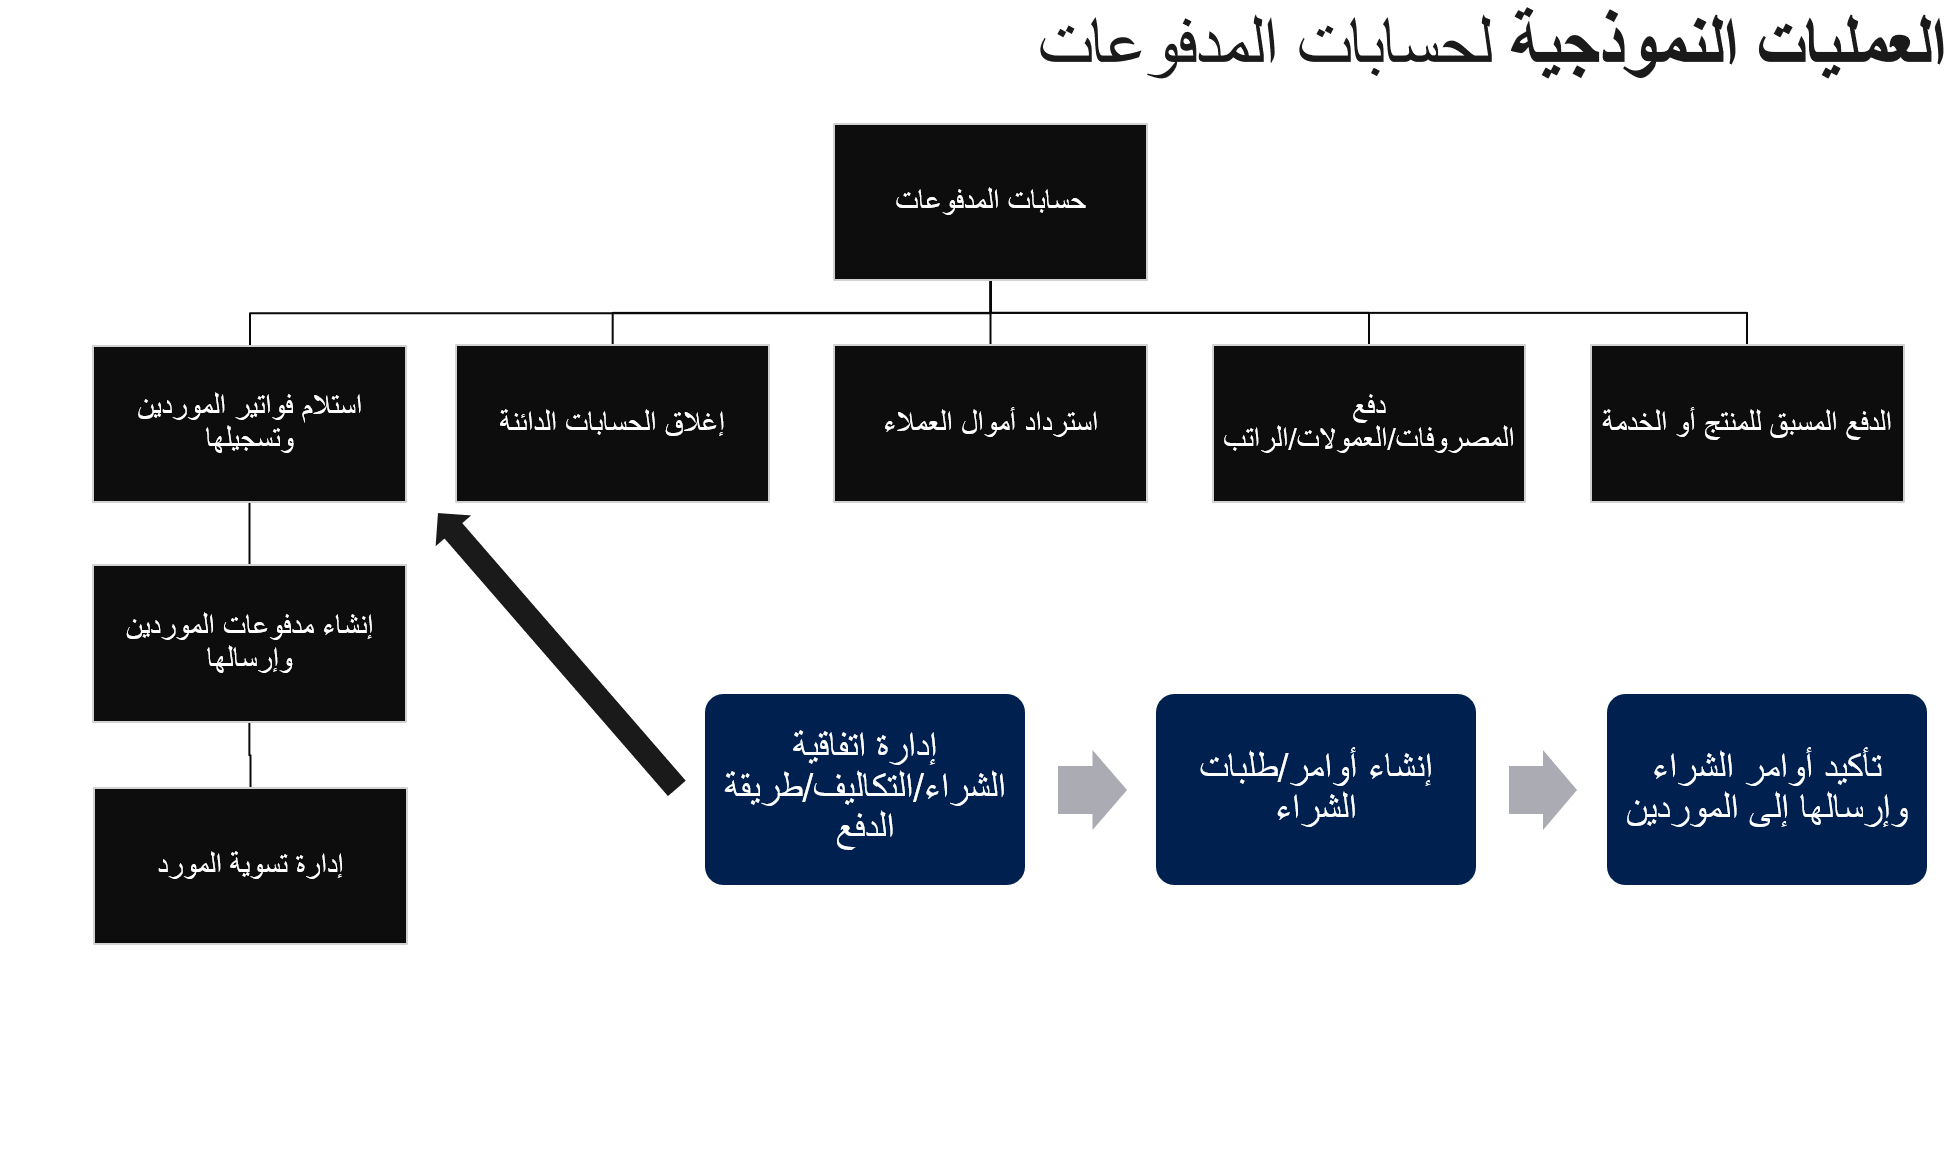 العمليات النموذجية لحسابات المدفوعات
حسابات المدفوعات
الدفع المسبق للمنتج أو الخدمة
دفع
المصروفات/العمولات/الراتب
استرداد أموال العملاء
إغلاق الحسابات الدائنة
استلام فواتير الموردين
وتسجيلها
إنشاء مدفوعات الموردين
وإرسالها
إدارة تسوية المورد
إدارة اتفاقية
الشراء/التكاليف/طريقة
الدفع
إنشاء أوامر/طلبات
الشراء
تأكيد أوامر الشراء
وإرسالها إلى الموردين